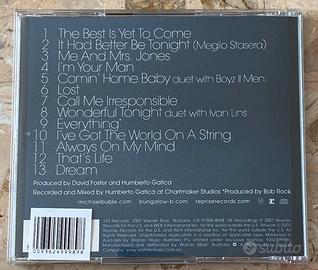 1 The Best Is Yet To Come
2 It Had Better Be Tonight (Meglio Stasera)
3 Me And Mrs. Jones
4 I'm Your Man
5 Comin' Home Baby duet with Boyz II Men
6 Lost
7 Call Me Irresponsible
8 Wonderful Tonight duet with Ivan Lins
9 Everything*
10 I've Got The World On A String
11 Always On My Mind
12 That's Life
13 Dream
Produced by David Foster and Humberto Gatica
Recorded and Mixed by Humberto Gatica at Chartmaker Studios *Produced by Bob Rock
michaelbuble.com bungalow-b.com repriserecords.com
subito